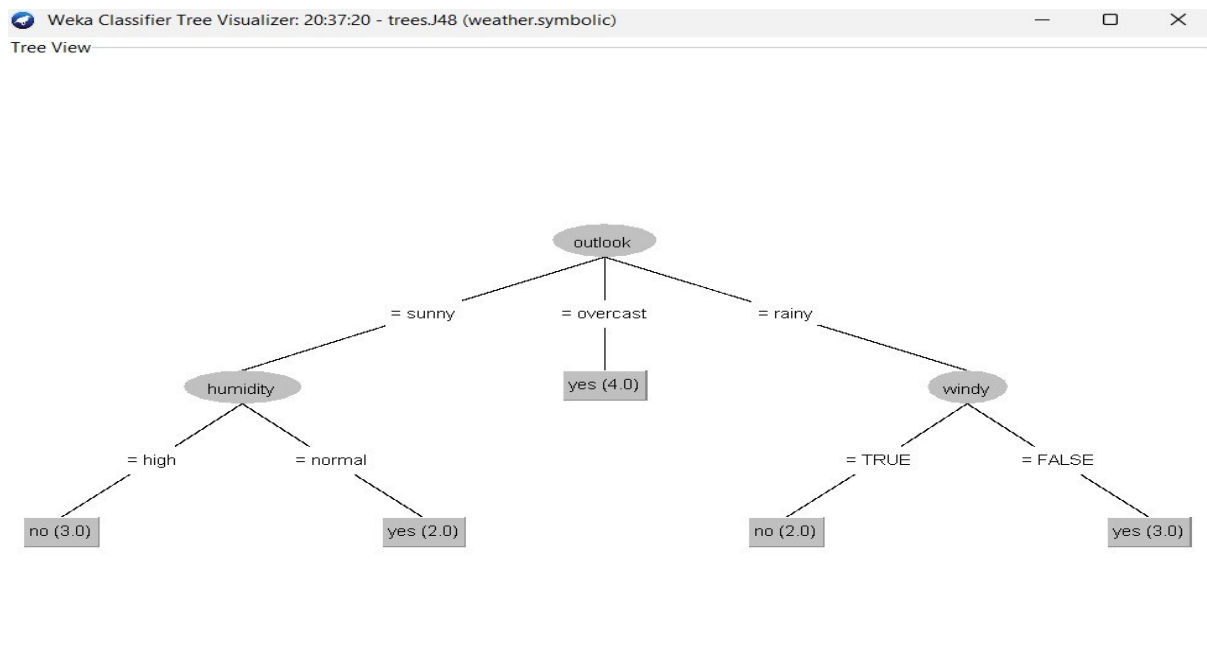 Weka Classifier Tree Visualizer: 20:37:20 - trees.J48 (weather.symbolic)
Tree View
outlook
= sunny = overcast = rainy
humidity yes (4.0) windy
= high = normal = TRUE = FALSE
no (3.0) yes (2.0) no (2.0) yes (3.0)